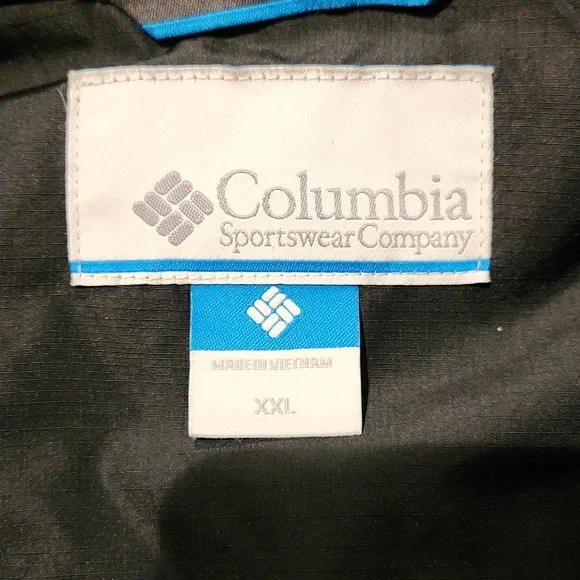 Columbia
Sportswear Company
MADE IN VIETNAM
XXL